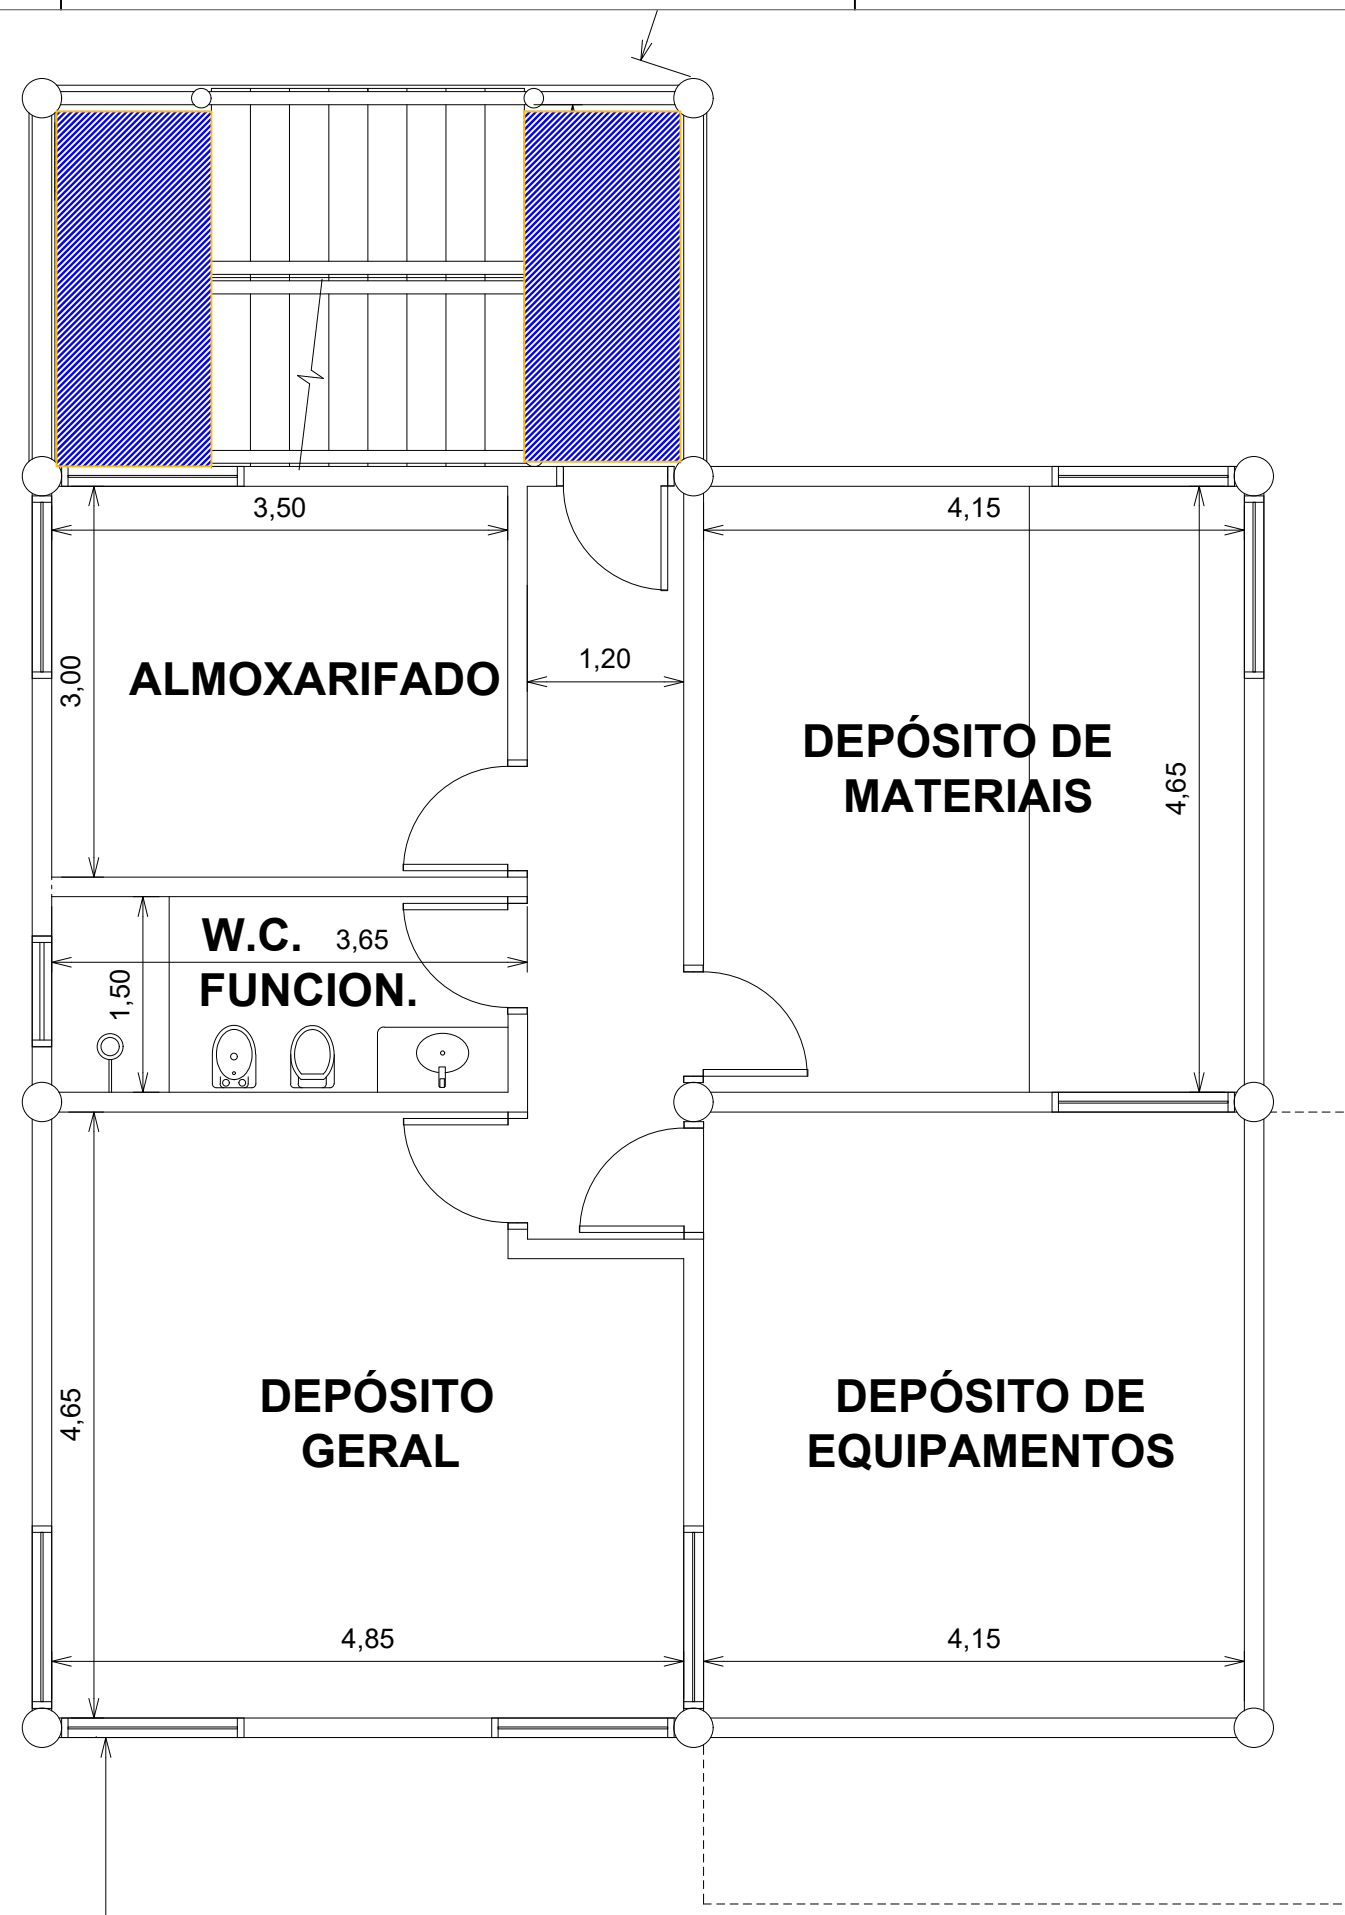 3,50
4,15
3,00
ALMOXARIFADO
1,20
DEPÓSITO DE
MATERIAIS
4,65
W.C.
3,65
FUNCION.
1,50
DEPÓSITO
GERAL
4,65
DEPÓSITO DE
EQUIPAMENTOS
4,85
4,15